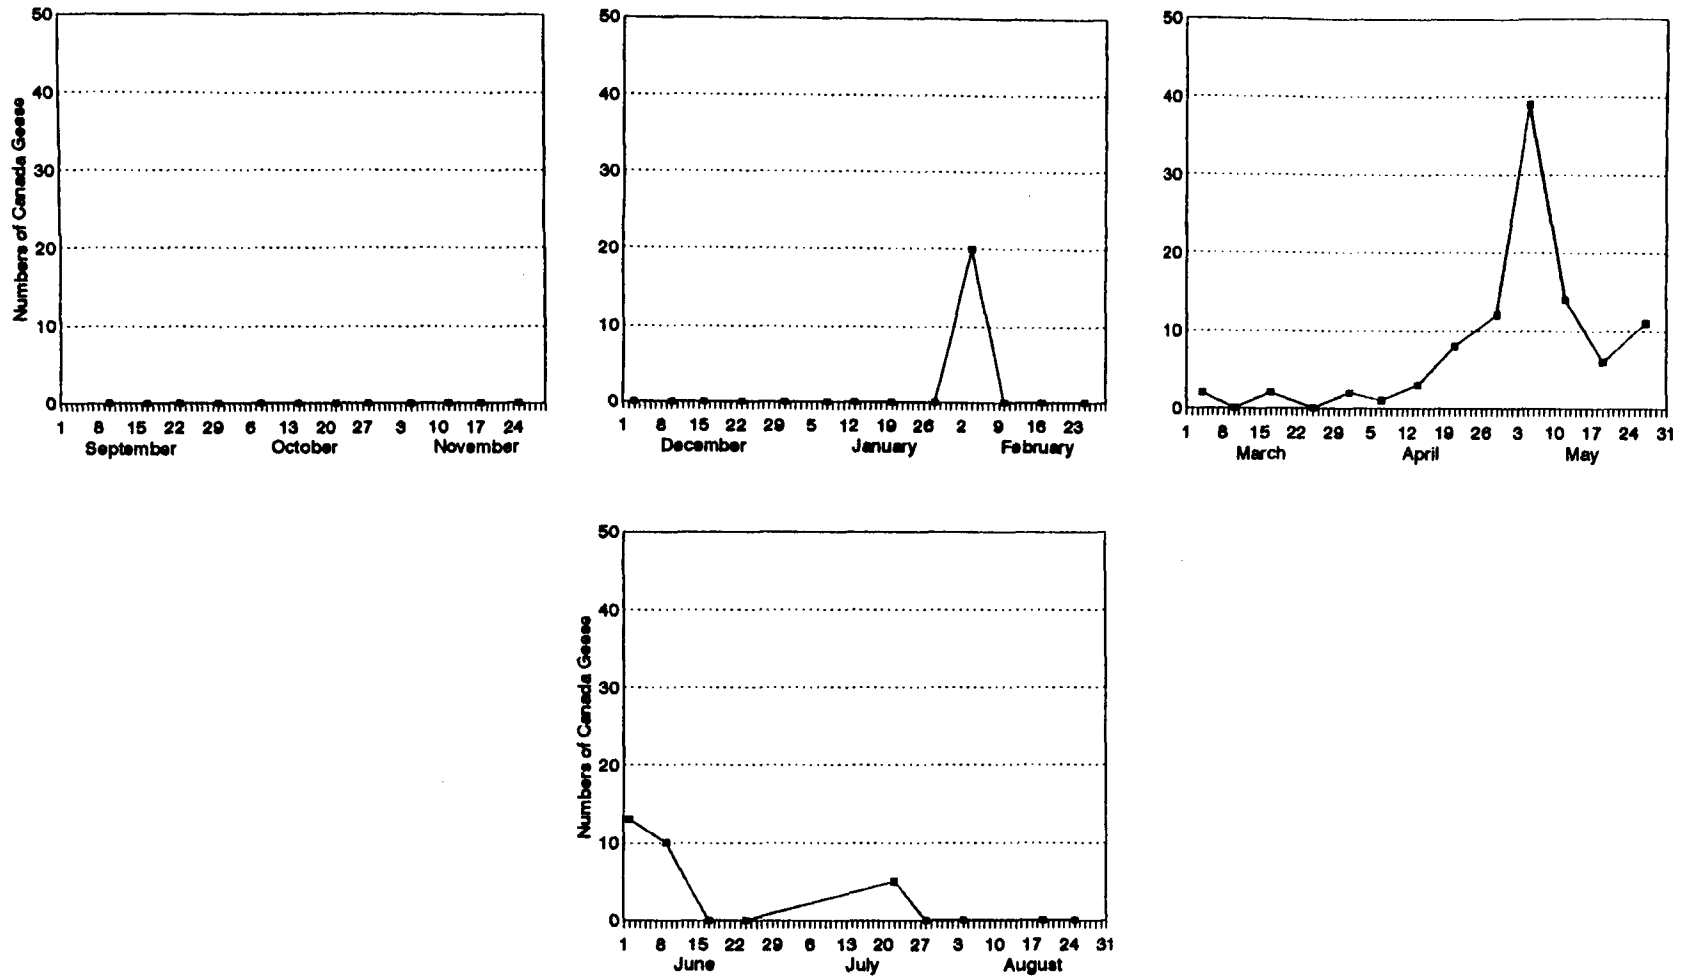 50
40
30
20
10
0
Numbers of Canada Geese
1 8 15 22 29 6 13 20 27 3 10 17 24
September October November
50
40
30
20
10
0
1 8 15 22 29 5 12 19 26 2 9 16 23
December January February
50
40
30
20
10
0
1 8 15 22 29 5 12 19 26 3 10 17 24 31
March April May
50
40
30
20
10
0
Numbers of Canada Geese
1 8 15 22 29 6 13 20 27 3 10 17 24 31
June July August